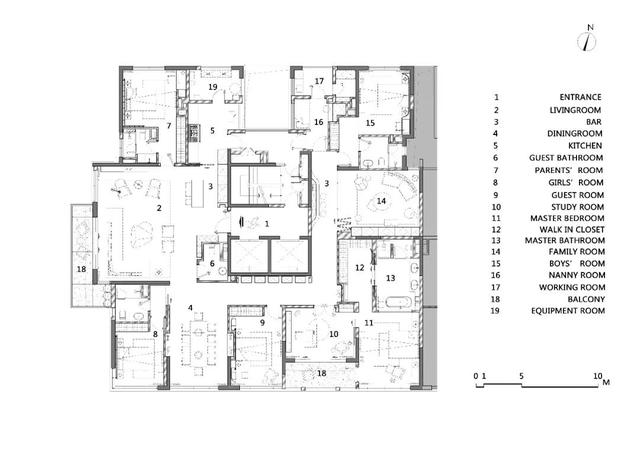 N
17
19
16
5
7
15
3
3
14
2
1
6
12
13
18
4
8
9
10
11
18
1 ENTRANCE
2 LIVINGROOM
3 BAR
4 DININGROOM
5 KITCHEN
6 GUEST BATHROOM
7 PARENTS' ROOM
8 GIRLS' ROOM
9 GUEST ROOM
10 STUDY ROOM
11 MASTER BEDROOM
12 WALK IN CLOSET
13 MASTER BATHROOM
14 FAMILY ROOM
15 BOYS' ROOM
16 NANNY ROOM
17 WORKING ROOM
18 BALCONY
19 EQUIPMENT ROOM
0 1 5 10
M